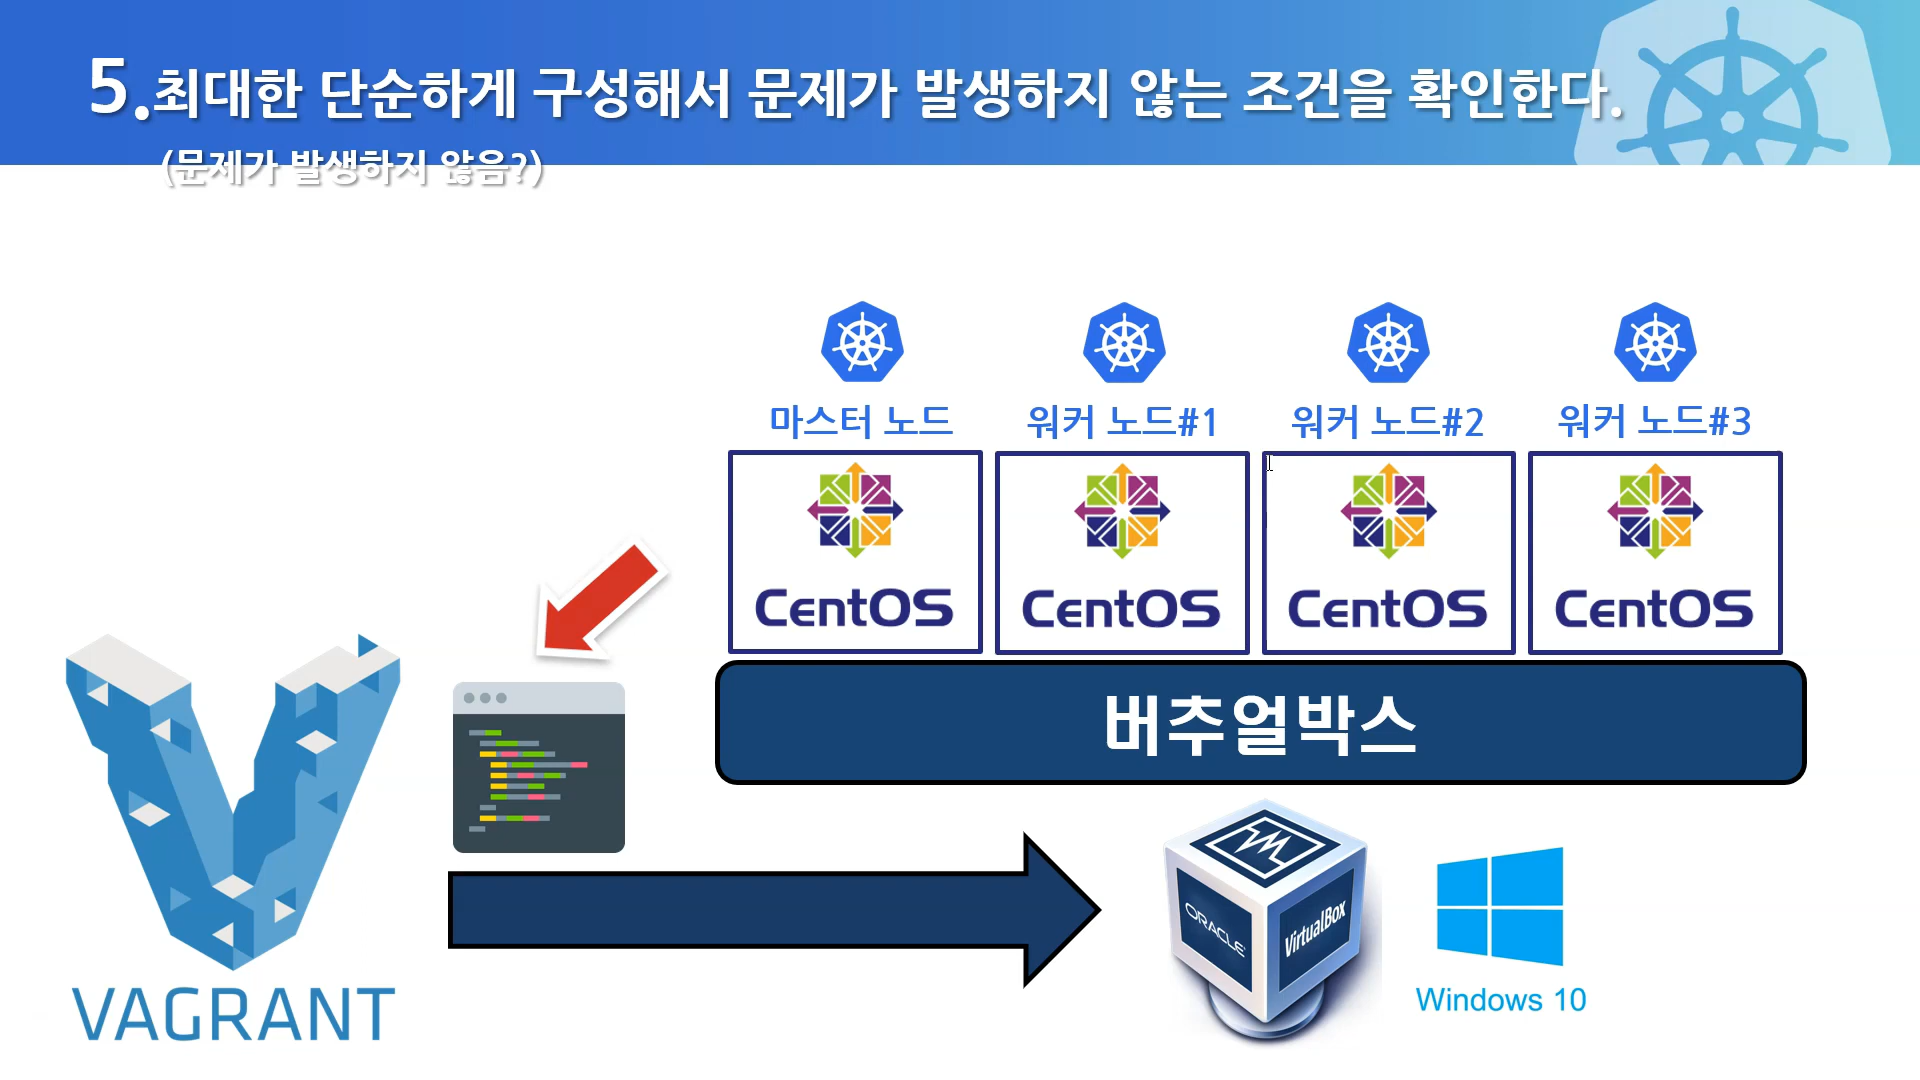 5.최대한 단순하게 구성해서 문제가 발생하지 않는 조건을 확인한다.
(문제가 발생하지 않음?)
마스터 노드
워커 노드#1
워커 노드#2
워커 노드#3
CentOS
CentOS
CentOS
CentOS
버추얼박스
ORACLE
VirtualBox
Windows 10
VAGRANT